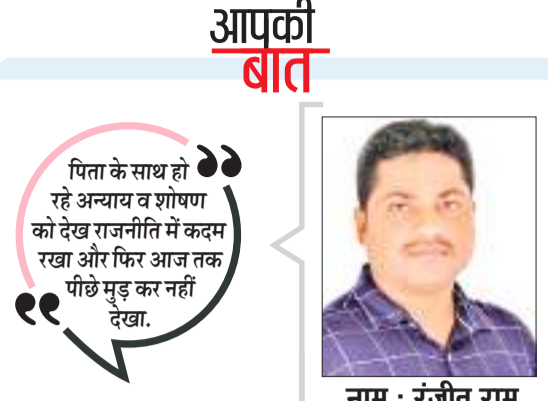 आपकी
बात
पिता के साथ हो
रहे अन्याय व शोषण
को देख राजनीति में कदम
रखा और फिर आज तक
पीछे मुड़ कर नहीं
देखा.
नाम : रंजीत राम